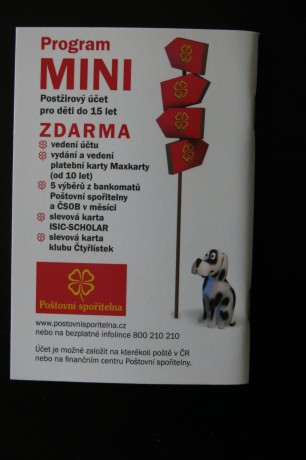 Program
MINI
Postžirový účet
pro děti do 15 let
ZDARMA
vedení účtu
vydání a vedení
platební karty Maxkarty
(od 10 let)
5 výběrů z bankomatů
Poštovní spořitelny
a ČSOB v měsíci
slevová karta
ISIC-SCHOLAR
slevová karta
klubu Čtyřlístek
Poštovní spořitelna
www.postovnisporitelna.cz
nebo na bezplatné infolince 800 210 210
Účet je možné založit na kterékoli poště v ČR
nebo na finančním centru Poštovní spořitelny.